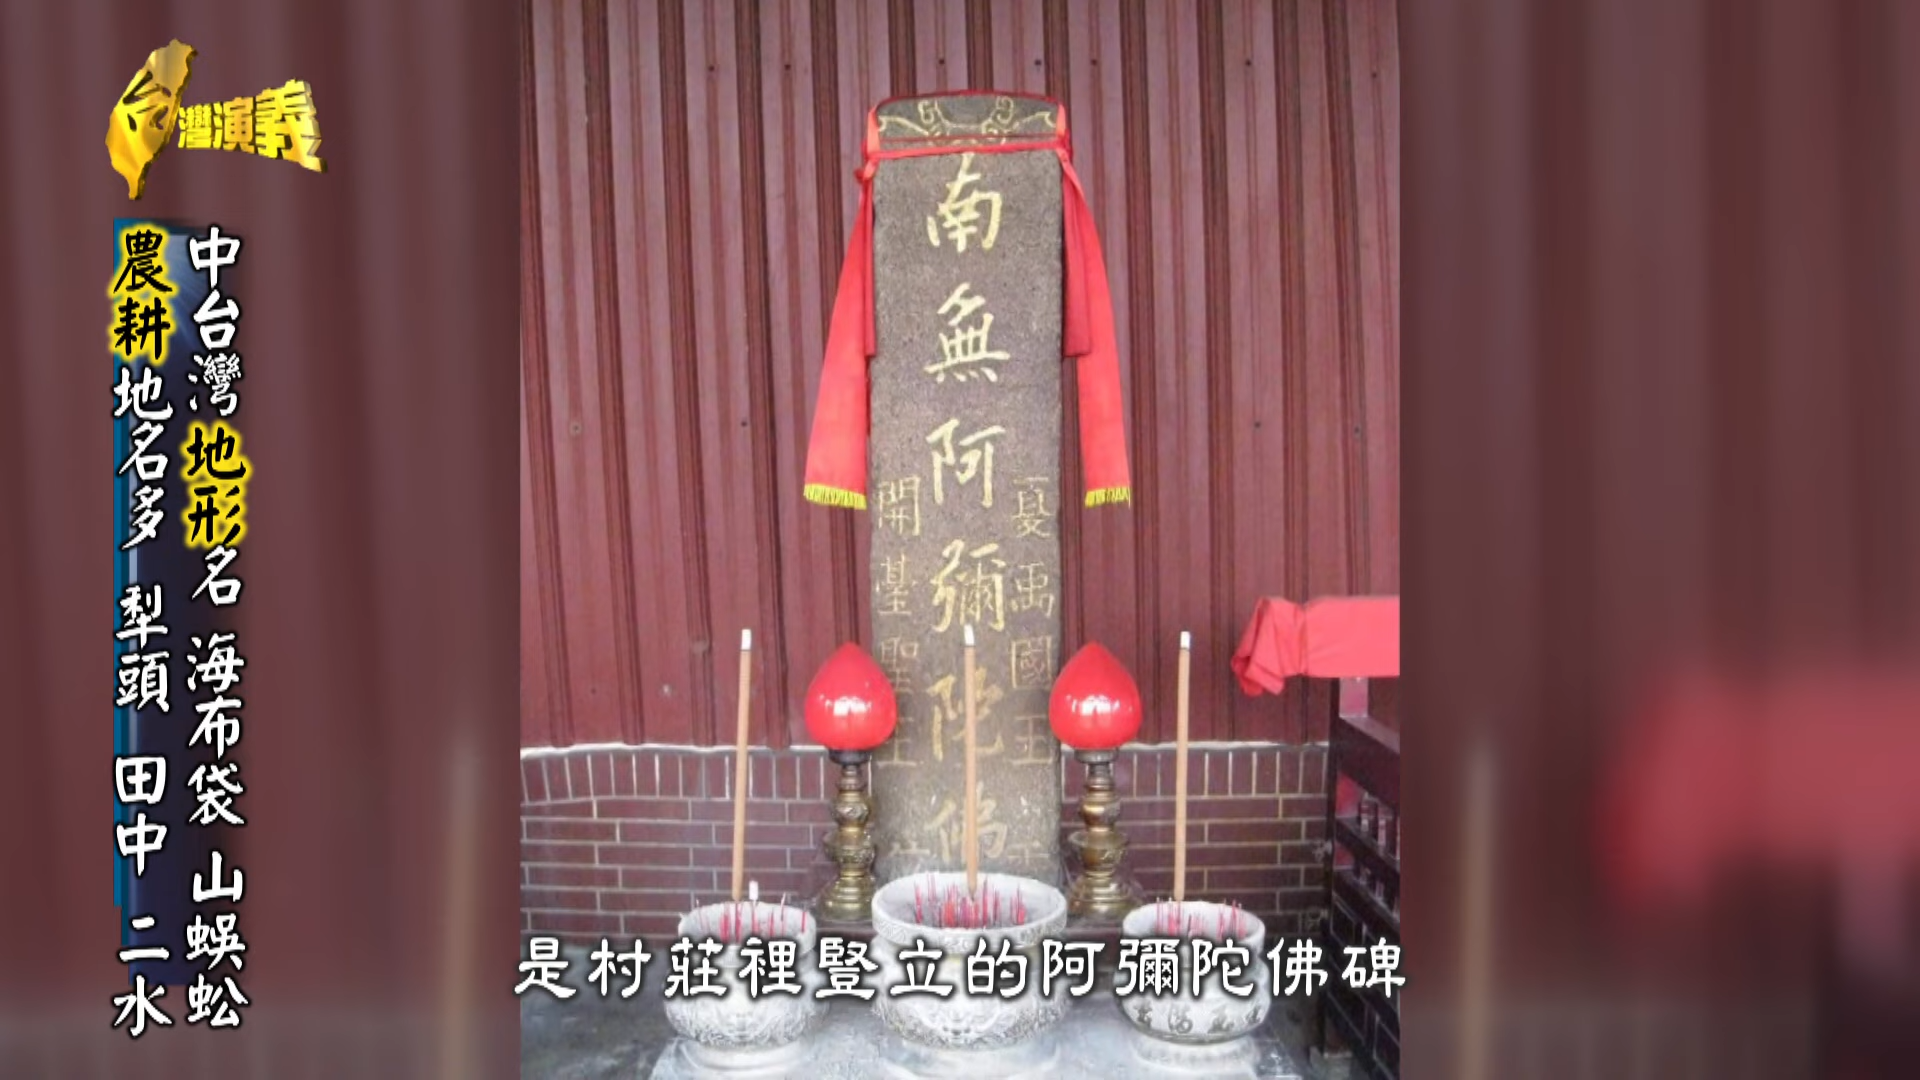 台灣演義
中台灣地形名 海布袋 山蜈蚣
農耕地名多 犁頭 田中 二水
夏禹國王
南無阿彌陀佛
開臺聖王
是村莊裡豎立的阿彌陀佛碑